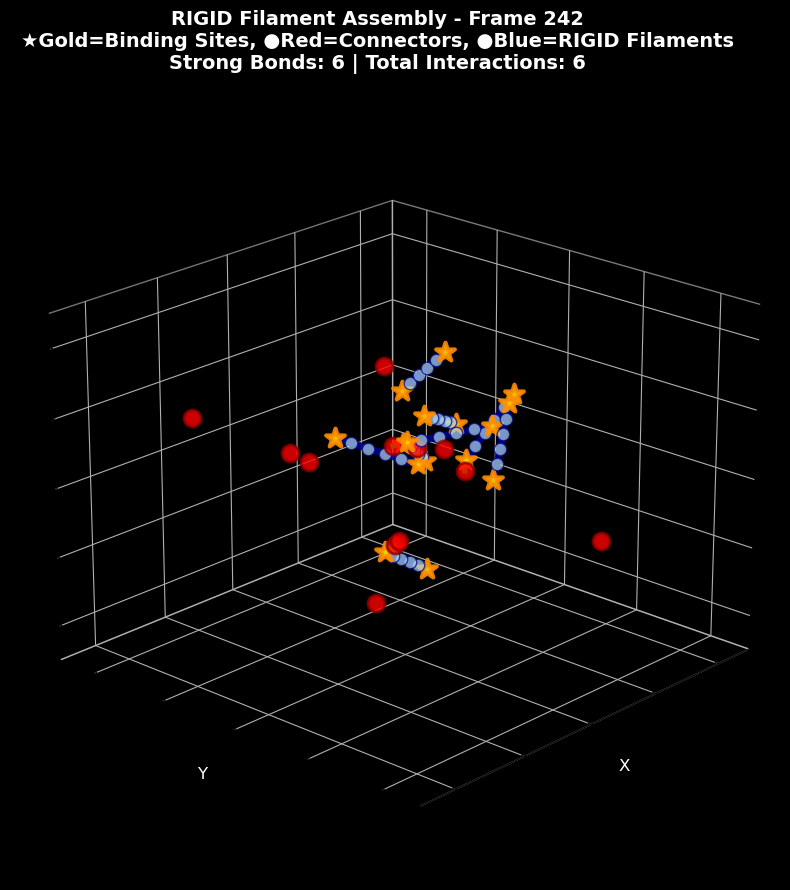 RIGID Filament Assembly - Frame 242
★Gold=Binding Sites, ●Red=Connectors, ●Blue=RIGID Filaments
Strong Bonds: 6 | Total Interactions: 6
Y
X